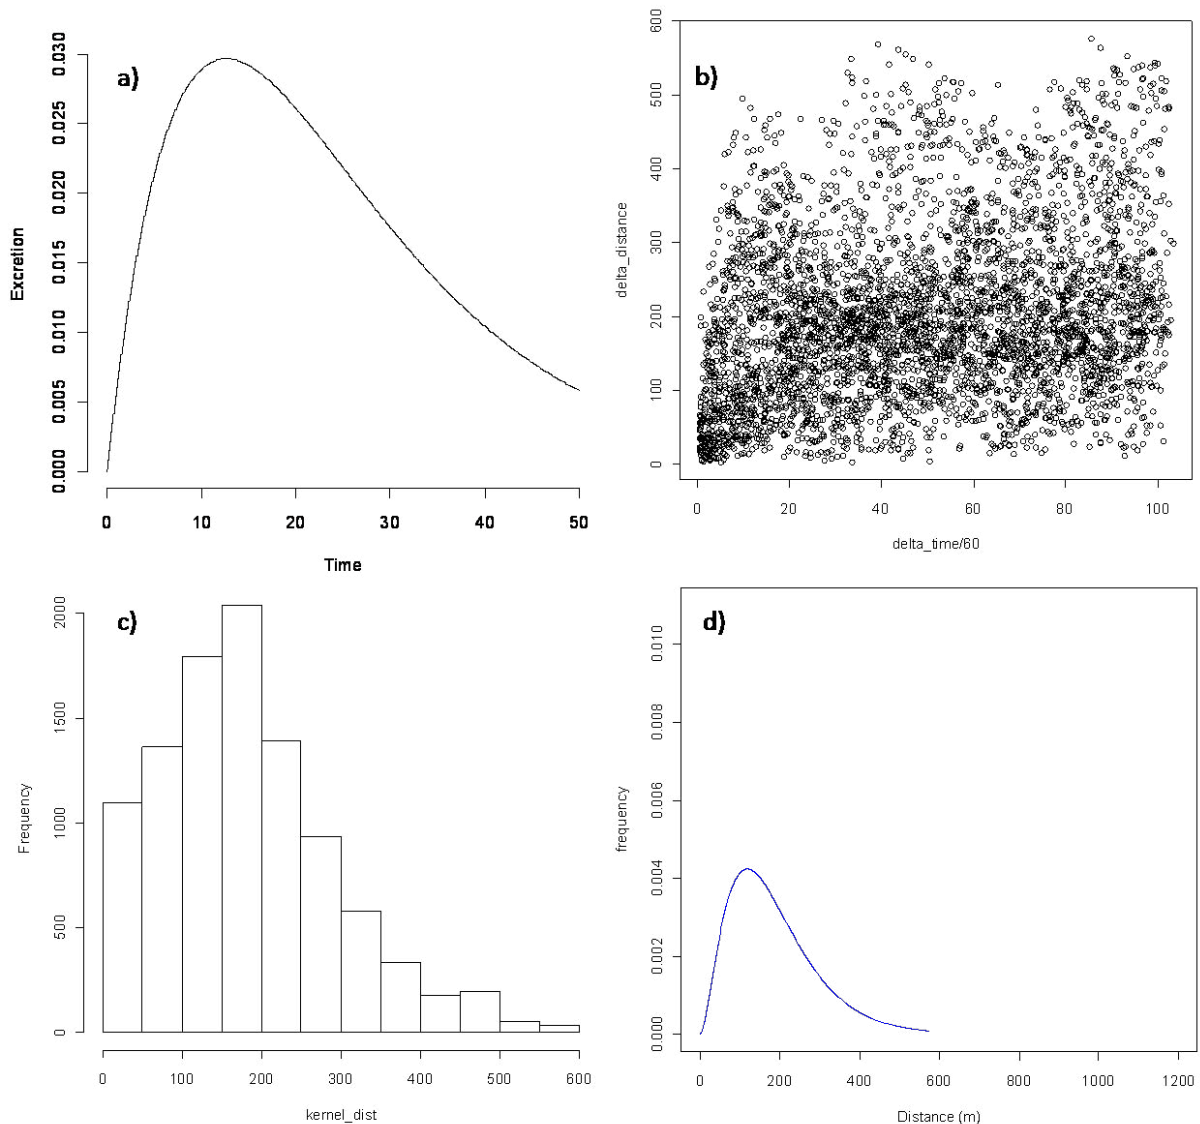 a)
0.030
0.025
0.020
0.015
0.010
0.005
0.000
Excretion
0 10 20 30 40 50
Time
b)
600
500
400
300
200
100
0
delta_distance
0 20 40 60 80 100
delta_time/60
c)
2000
1500
1000
500
0
Frequency
0 100 200 300 400 500 600
kernel_dist
d)
0.010
0.008
0.006
0.004
0.002
0.000
frequency
0 200 400 600 800 1000 1200
Distance (m)